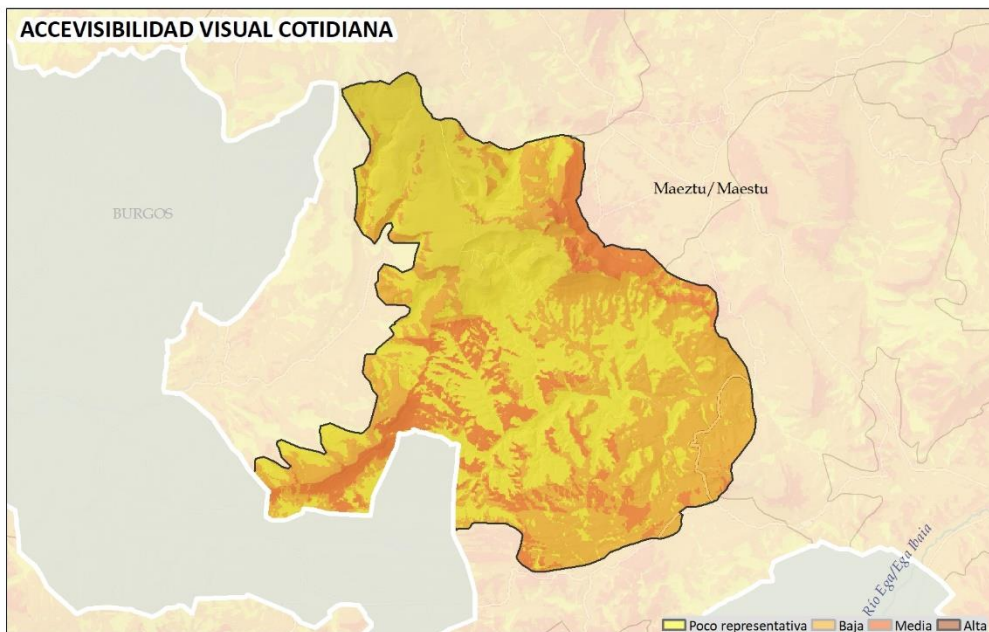 ACCEVISIBILIDAD VISUAL COTIDIANA
Maeztu/Maestu
BURGOS
Río Ega/Ega Ibaia
Poco representativa Baja Media Alta